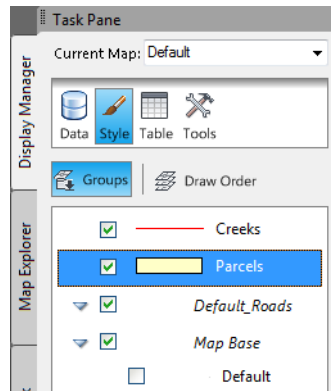 Task Pane
Current Map: Default
Display Manager
Data Style Table Tools
Groups Draw Order
Map Explorer
Creeks
Parcels
Default_Roads
Map Base
Default